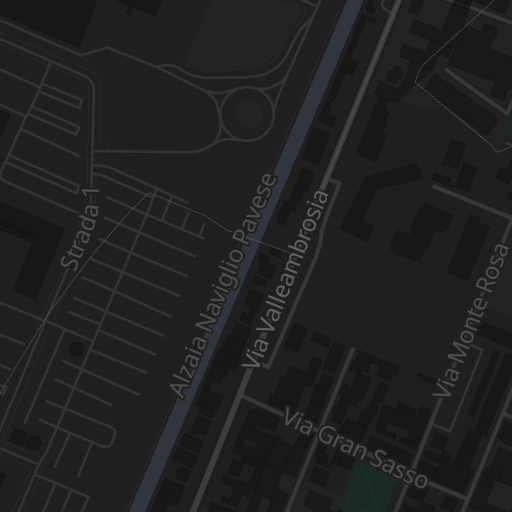 Strada 1
Alzaia Naviglio Pavese
Via Valleambrosia
Via Monte Rosa
Via Gran Sasso